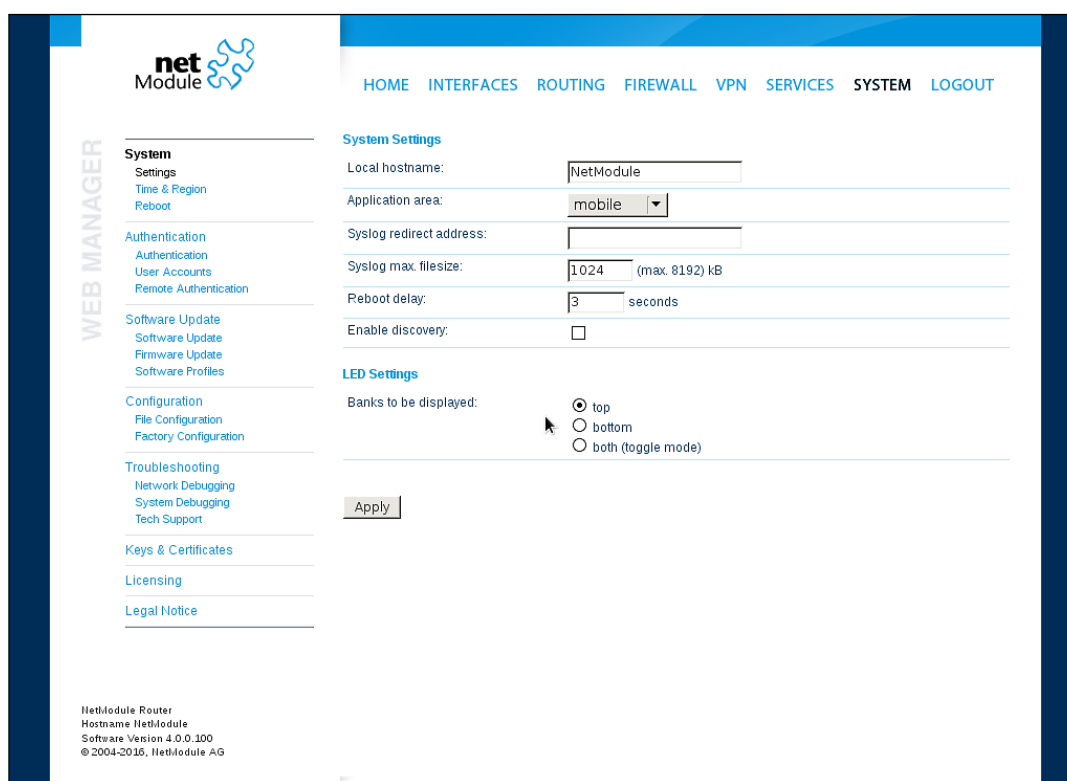 net
Module
HOME INTERFACES ROUTING FIREWALL VPN SERVICES SYSTEM LOGOUT
WEB MANAGER
System
Settings
Time & Region
Reboot
Authentication
Authentication
User Accounts
Remote Authentication
Software Update
Software Update
Firmware Update
Software Profiles
Configuration
File Configuration
Factory Configuration
Troubleshooting
Network Debugging
System Debugging
Tech Support
Keys & Certificates
Licensing
Legal Notice
System Settings
Local hostname: NetModule
Application area: mobile
Syslog redirect address:
Syslog max. filesize: 1024 (max. 8192) kB
Reboot delay: 3 seconds
Enable discovery:
LED Settings
Banks to be displayed: top
bottom
both (toggle mode)
Apply
NetModule Router
Hostname NetModule
Software Version 4.0.0.100
© 2004-2016, NetModule AG